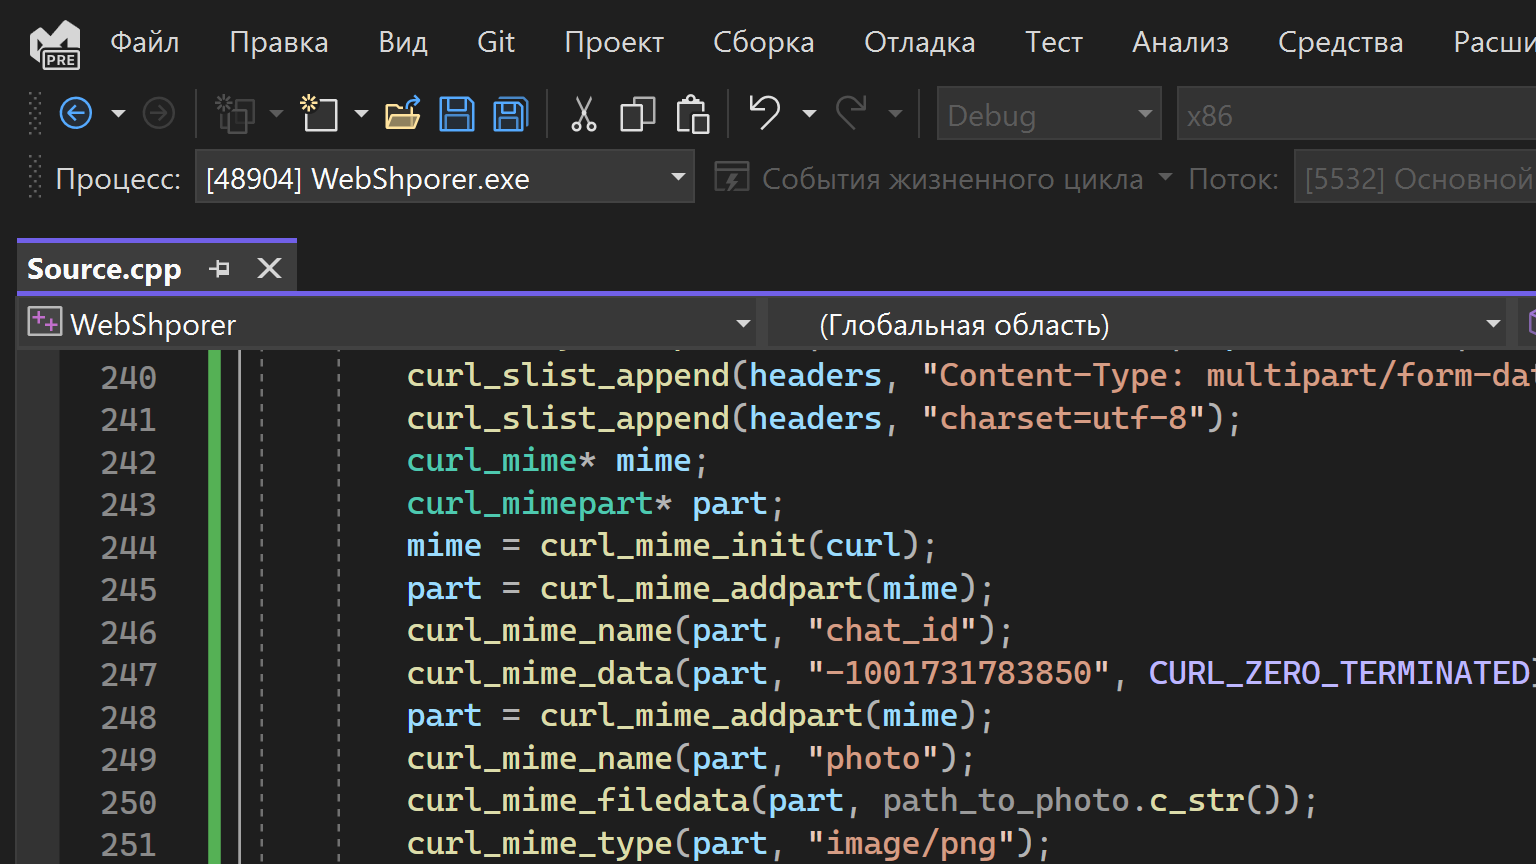 PRE
Файл Правка Вид Git Проект Сборка Отладка Тест Анализ Средства Расши
Debug x86
Процесс: [48904] WebShporer.exe События жизненного цикла Поток: [5532] Основной
Source.cpp
WebShporer (Глобальная область)
240 curl_slist_append(headers, "Content-Type: multipart/form-dat
241 curl_slist_append(headers, "charset=utf-8");
242 curl_mime* mime;
243 curl_mimepart* part;
244 mime = curl_mime_init(curl);
245 part = curl_mime_addpart(mime);
246 curl_mime_name(part, "chat_id");
247 curl_mime_data(part, "-1001731783850", CURL_ZERO_TERMINATED)
248 part = curl_mime_addpart(mime);
249 curl_mime_name(part, "photo");
250 curl_mime_filedata(part, path_to_photo.c_str());
251 curl_mime_type(part, "image/png");